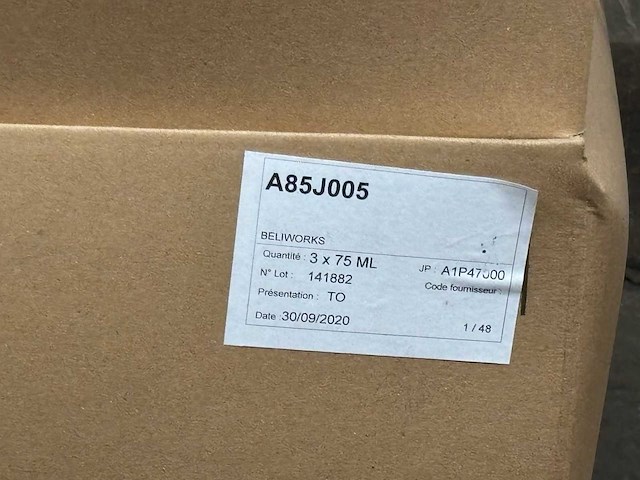 A85J005
BELIWORKS
Quantité : 3 x 75 ML
JP : A1P47J00
N° Lot : 141882
Code fournisseur :
Présentation : TO
Date : 30/09/2020
1 / 48